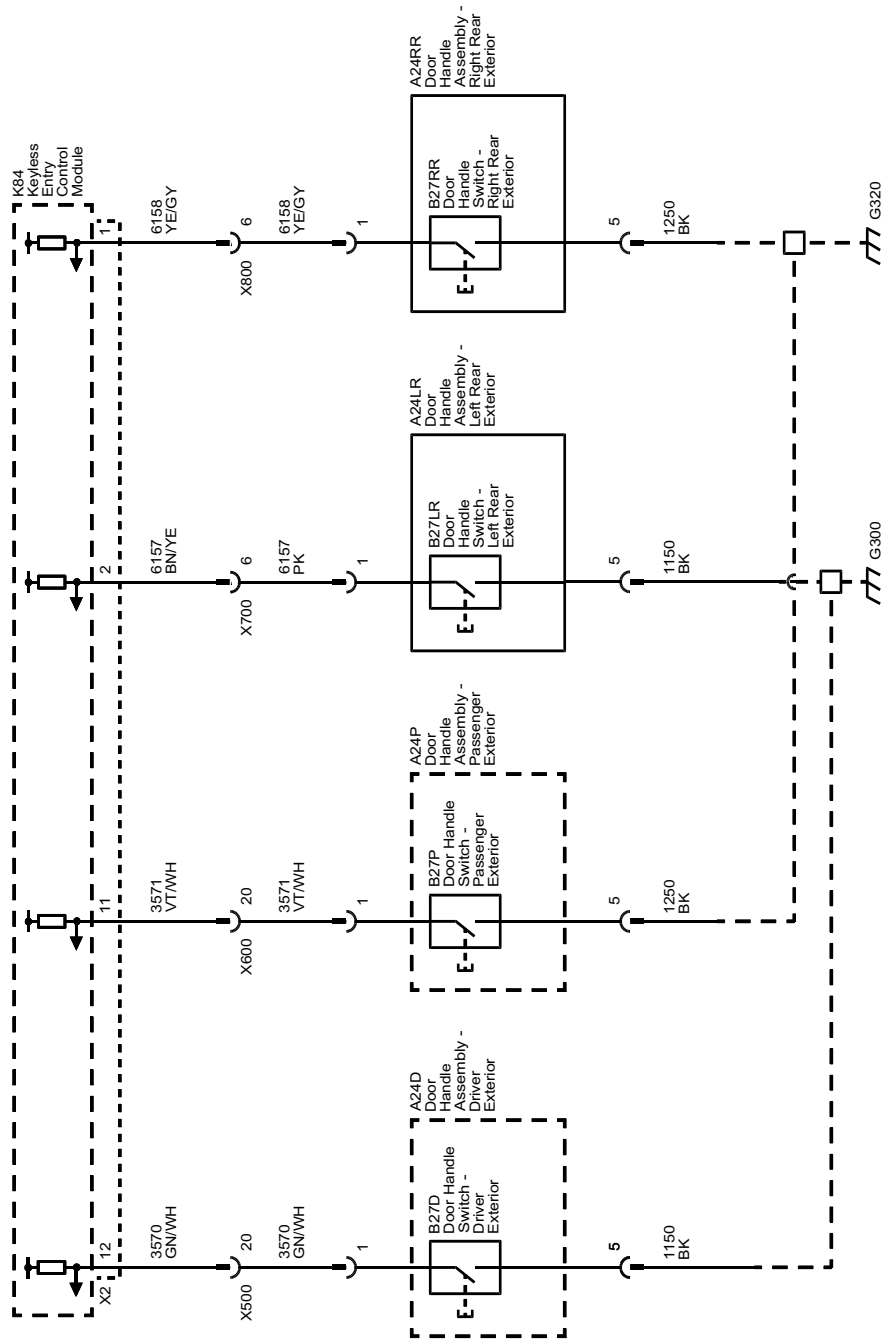 K84
Keyless
Entry
Control
Module
X2
12
11
2
1
3570
GN/WH
3571
VT/WH
6157
BN/YE
6158
YE/GY
X500
20
X600
20
X700
6
X800
6
3570
GN/WH
3571
VT/WH
6157
PK
6158
YE/GY
1
1
1
1
A24D
Door
Handle
Assembly -
Driver
Exterior
A24P
Door
Handle
Assembly -
Passenger
Exterior
A24LR
Door
Handle
Assembly -
Left Rear
Exterior
A24RR
Door
Handle
Assembly -
Right Rear
Exterior
B27D
Door Handle
Switch -
Driver
Exterior
B27P
Door Handle
Switch -
Passenger
Exterior
B27LR
Door
Handle
Switch -
Left Rear
Exterior
B27RR
Door
Handle
Switch -
Right Rear
Exterior
5
5
5
5
1150
BK
1250
BK
1150
BK
1250
BK
G300
G320